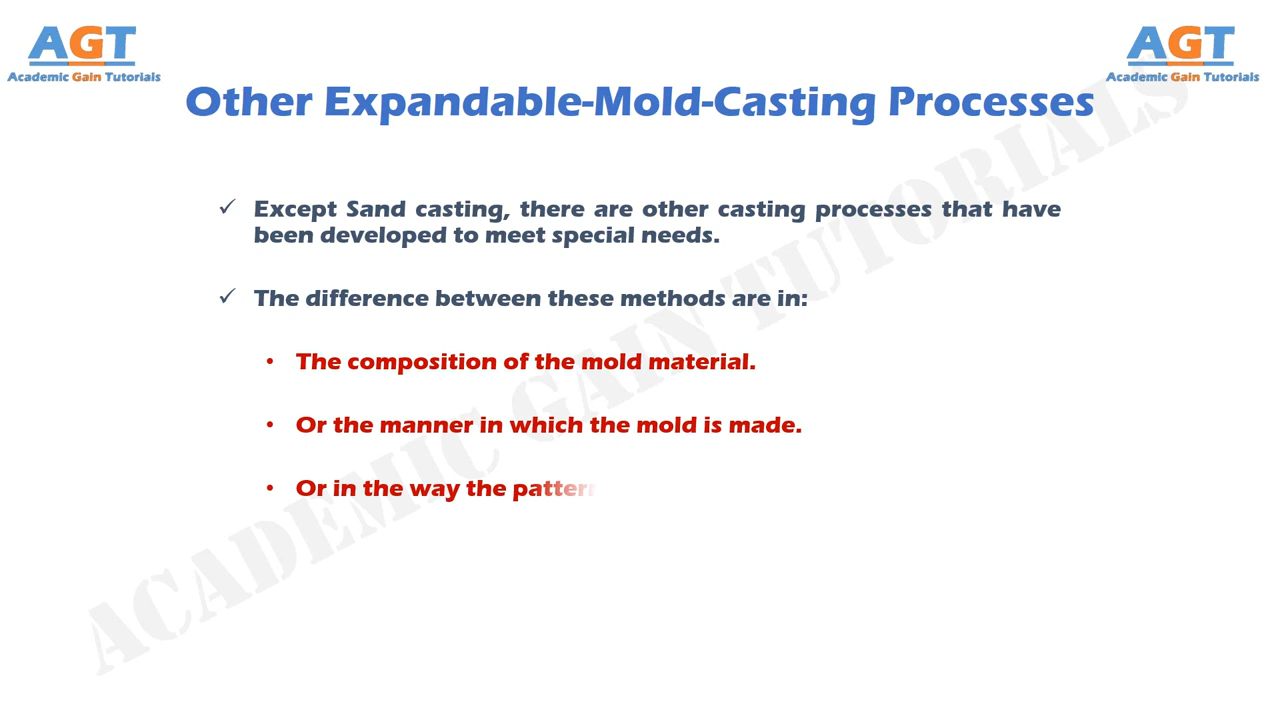 AGT
Academic Gain Tutorials
AGT
Academic Gain Tutorials
Other Expandable-Mold-Casting Processes
Except Sand casting, there are other casting processes that have
been developed to meet special needs.
The difference between these methods are in:
• The composition of the mold material.
• Or the manner in which the mold is made.
• Or in the way the pattern
ACADEMIC GAIN TUTORIALS